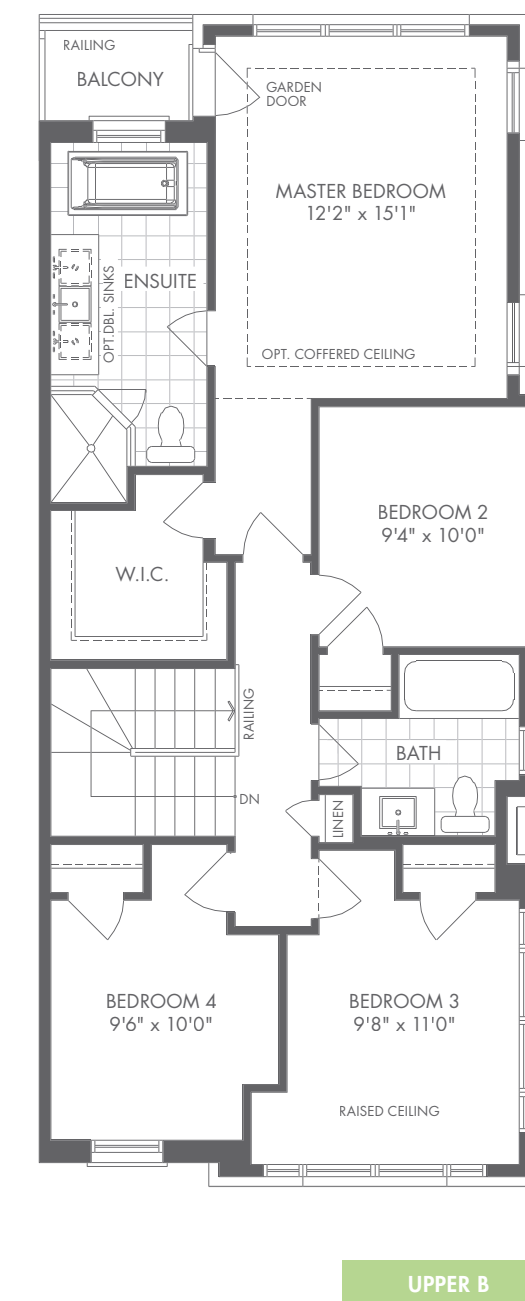 RAILING
BALCONY
GARDEN
DOOR
MASTER BEDROOM
12'2" x 15'1"
ENSUITE
OPT.DBL. SINKS
OPT. COFFERED CEILING
BEDROOM 2
9'4" x 10'0"
W.I.C.
RAILING
BATH
DN
LINEN
BEDROOM 4
9'6" x 10'0"
BEDROOM 3
9'8" x 11'0"
RAISED CEILING
UPPER B